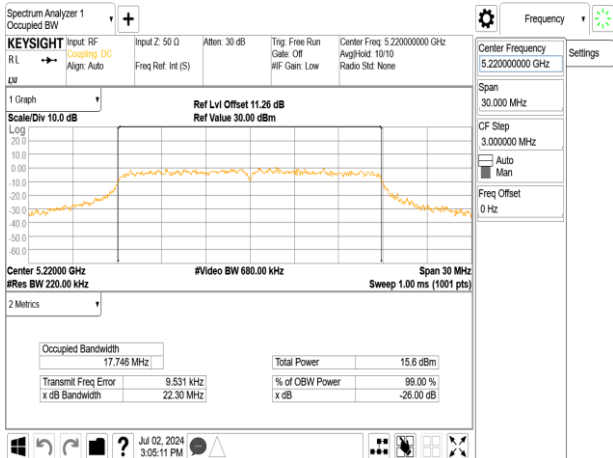 Spectrum Analyzer 1
Occupied BW
+
Frequency
KEYSIGHT
RL
Input: RF
Coupling: DC
Align: Auto
Input Z: 50 Ω
Freq Ref: Int (S)
Atten: 30 dB
Trig: Free Run
Gate: Off
#IF Gain: Low
Center Freq: 5.220000000 GHz
Avg|Hold: 10/10
Radio Std: None
Center Frequency
5.220000000 GHz
Settings
Span
30.000 MHz
CF Step
3.000000 MHz
Auto
Man
Freq Offset
0 Hz
1 Graph
Scale/Div 10.0 dB
Ref Lvl Offset 11.26 dB
Ref Value 30.00 dBm
Log
20.0
10.0
0.00
-10.0
-20.0
-30.0
-40.0
-50.0
-60.0
Center 5.22000 GHz
#Res BW 220.00 kHz
#Video BW 680.00 kHz
Span 30 MHz
Sweep 1.00 ms (1001 pts)
2 Metrics
Occupied Bandwidth
17.746 MHz
Total Power 15.6 dBm
Transmit Freq Error 9.531 kHz
% of OBW Power 99.00 %
x dB Bandwidth 22.30 MHz
x dB -26.00 dB
?
Jul 02, 2024
3:05:11 PM